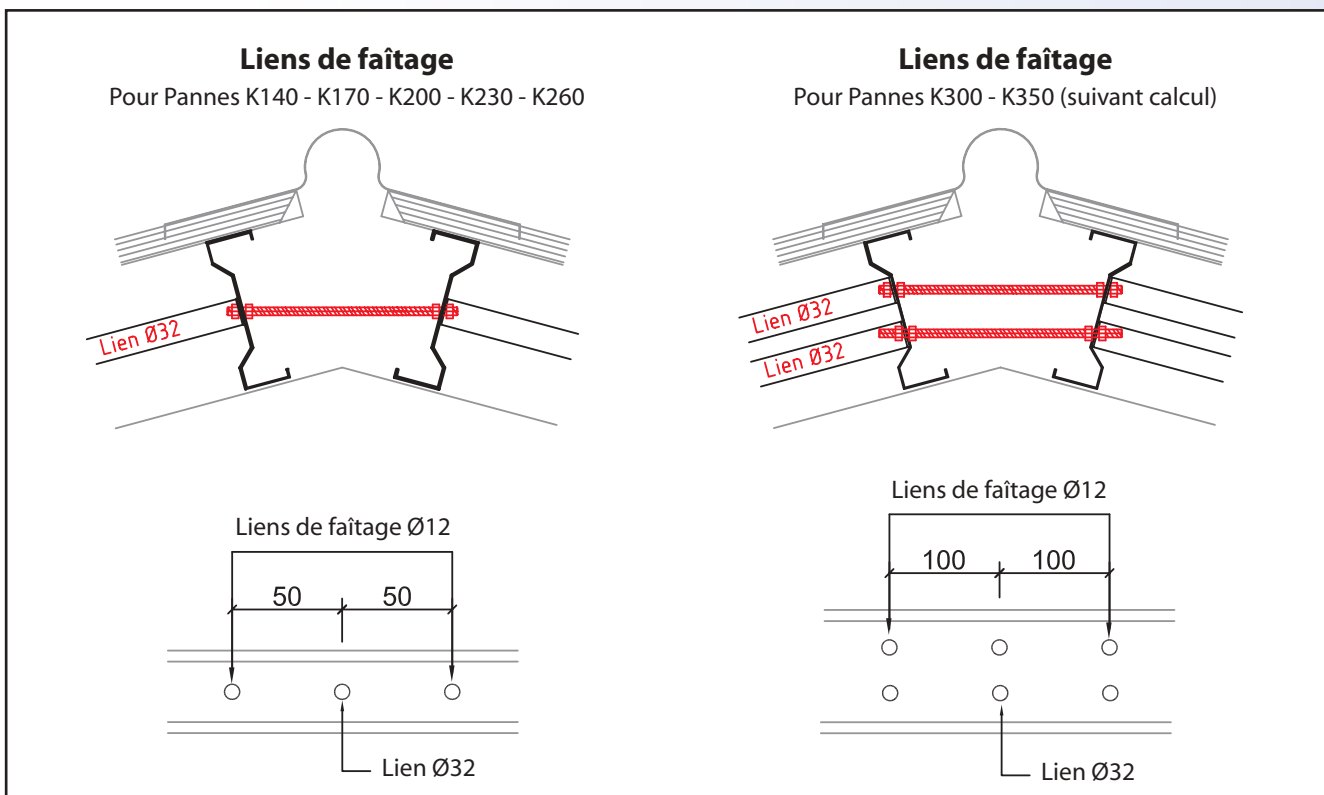 Liens de faîtage
Pour Pannes K140 - K170 - K200 - K230 - K260
Lien Ø32
Liens de faîtage Ø12
50 50
Lien Ø32
Liens de faîtage
Pour Pannes K300 - K350 (suivant calcul)
Lien Ø32
Lien Ø32
Liens de faîtage Ø12
100 100
Lien Ø32